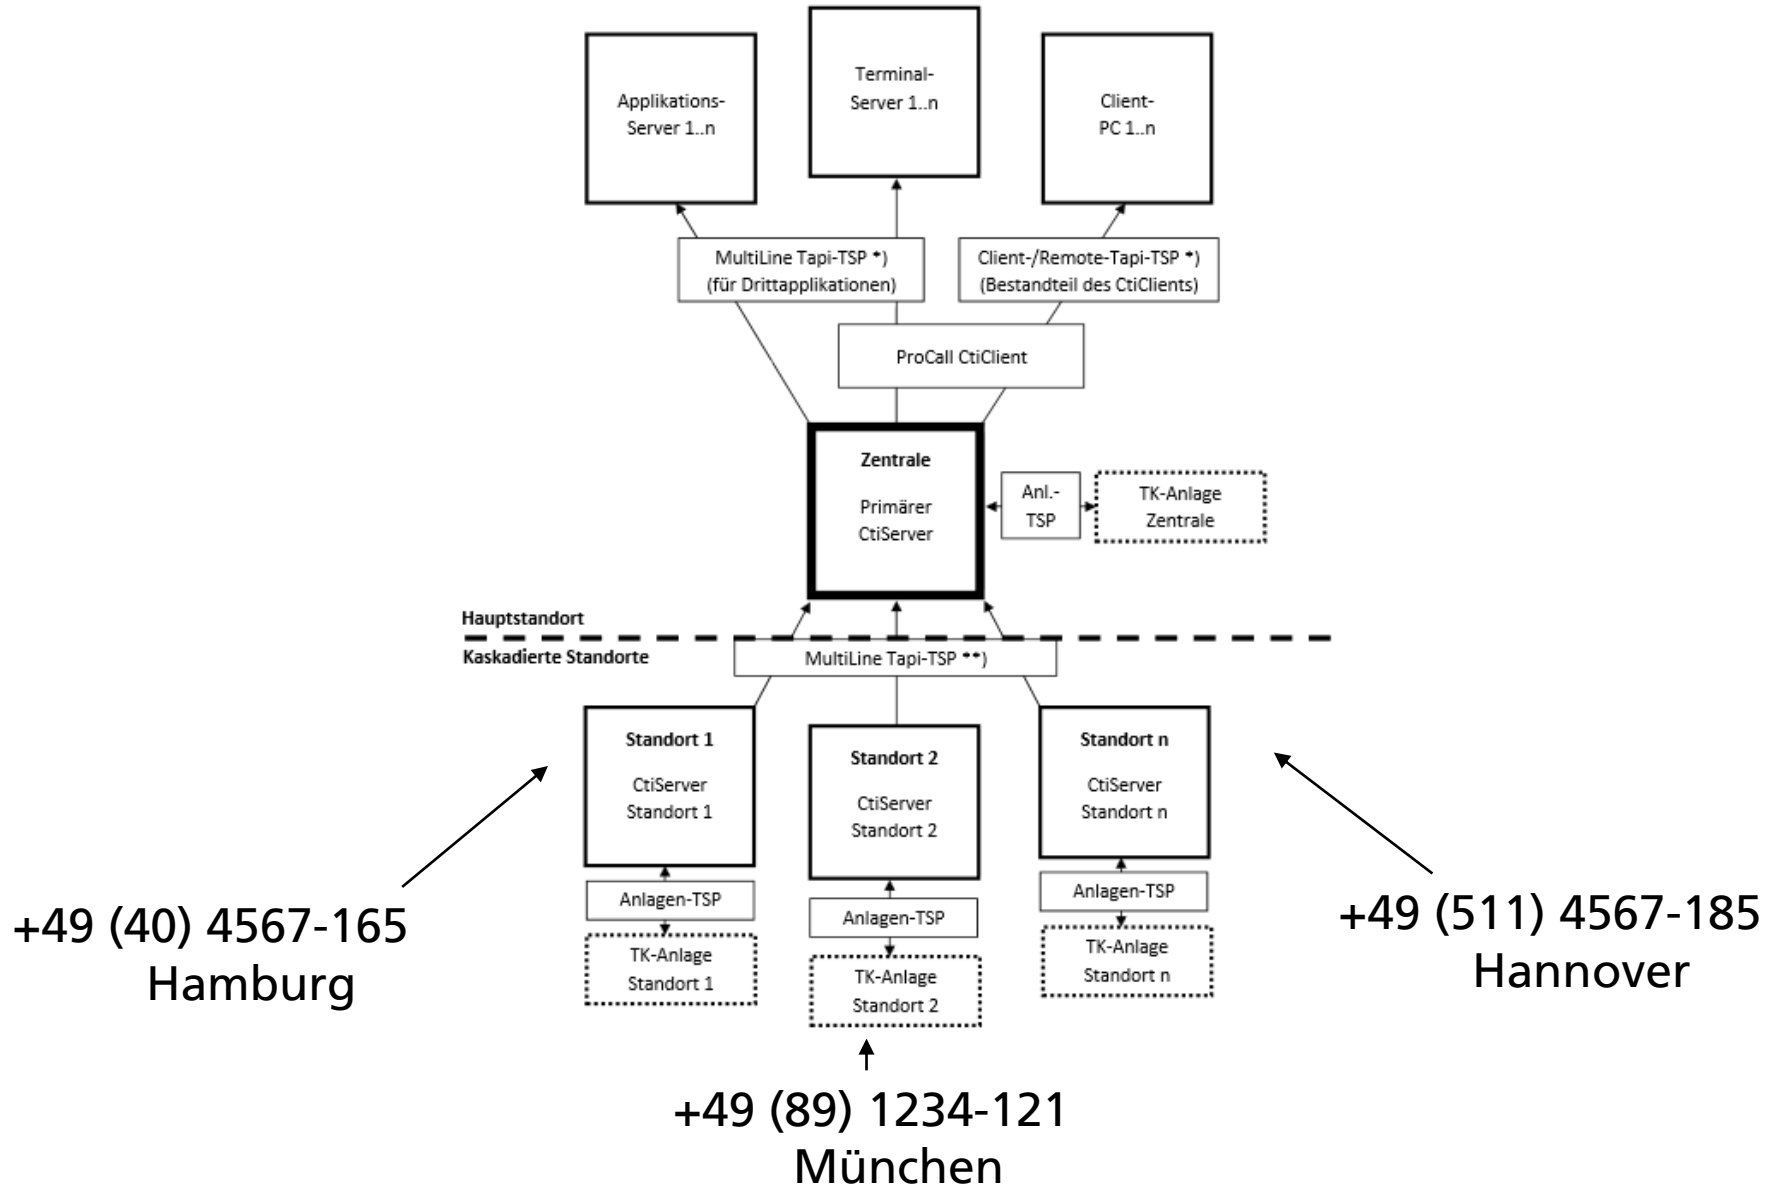 Applikations-
Server 1..n
Terminal-
Server 1..n
Client-
PC 1..n
MultiLine Tapi-TSP *)
(für Drittapplikationen)
Client-/Remote-Tapi-TSP *)
(Bestandteil des CtiClients)
ProCall CtiClient
Zentrale
Primärer
CtiServer
Anl.-
TSP
TK-Anlage
Zentrale
Hauptstandort
Kaskadierte Standorte
MultiLine Tapi-TSP **)
Standort 1
CtiServer
Standort 1
Standort 2
CtiServer
Standort 2
Standort n
CtiServer
Standort n
Anlagen-TSP
Anlagen-TSP
Anlagen-TSP
TK-Anlage
Standort 1
TK-Anlage
Standort 2
TK-Anlage
Standort n
+49 (40) 4567-165
Hamburg
+49 (511) 4567-185
Hannover
+49 (89) 1234-121
München